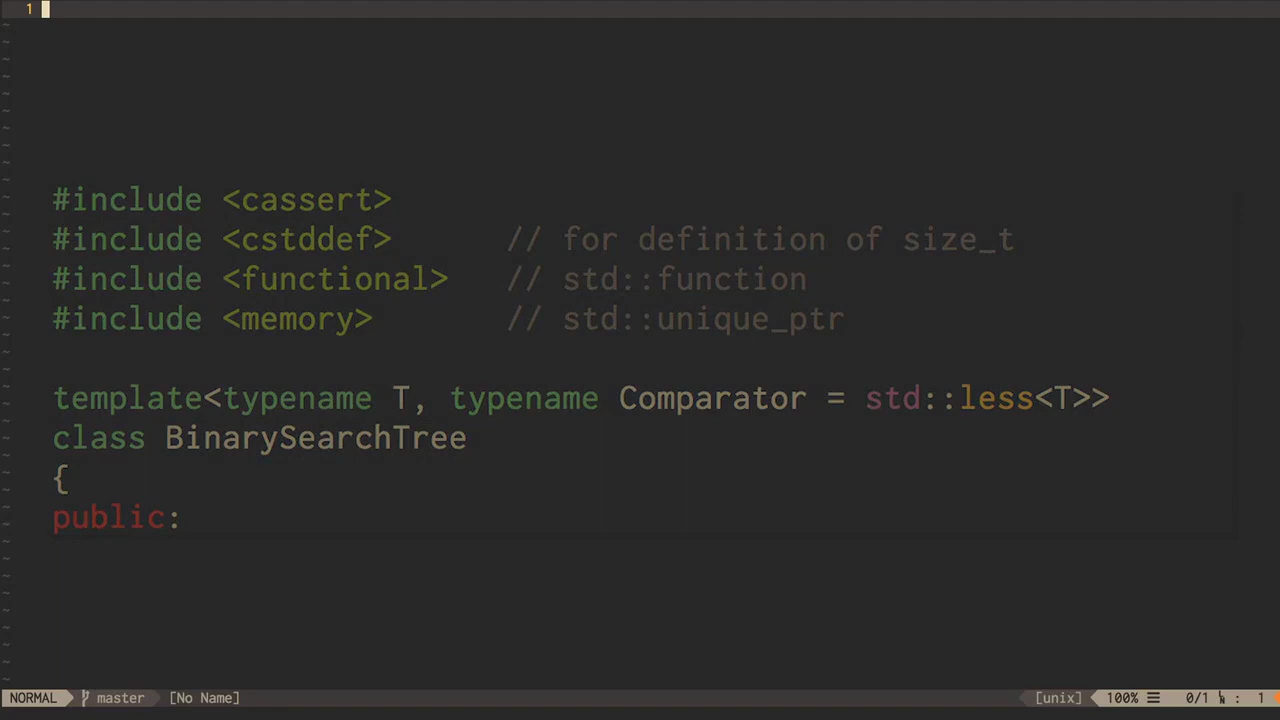 1
#include <cassert>
#include <cstddef> // for definition of size_t
#include <functional> // std::function
#include <memory> // std::unique_ptr
template<typename T, typename Comparator = std::less<T>>
class BinarySearchTree
{
public:
NORMAL master [No Name] [unix] 100% ☰ 0/1 ㏑ : 1